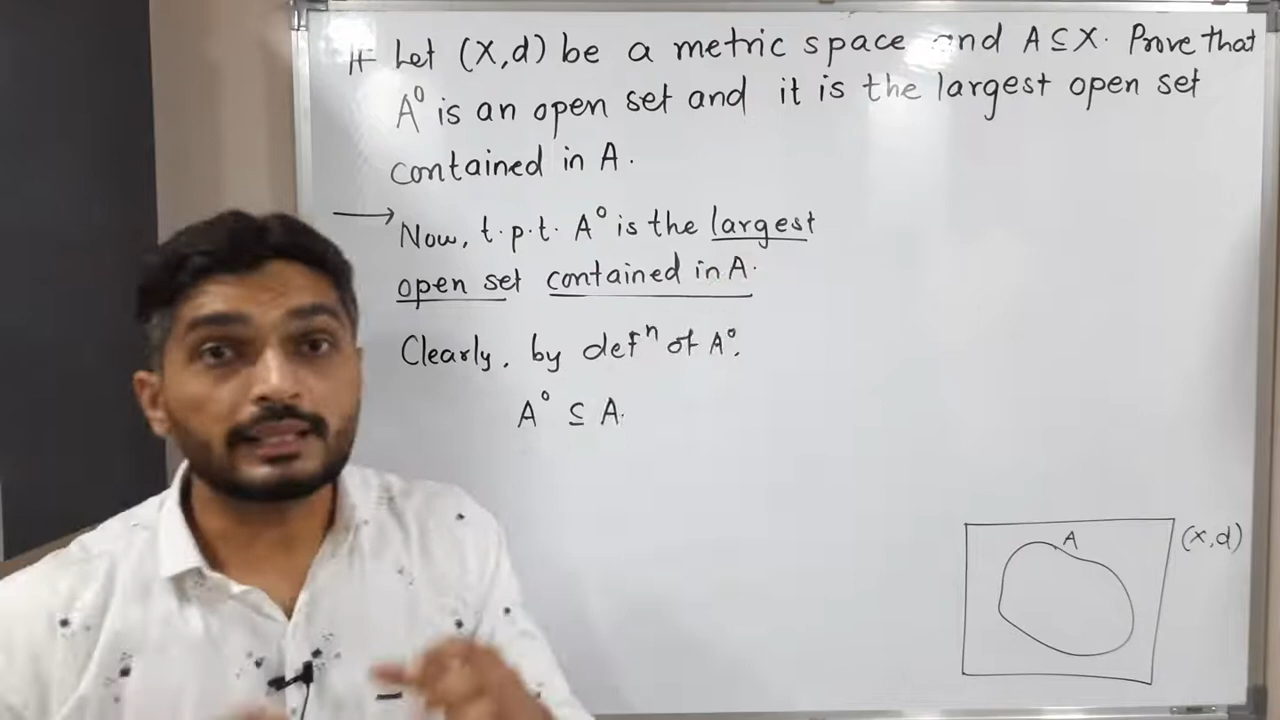 # Let (X,d) be a metric space and A ⊆ X. Prove that
A° is an open set and it is the largest open set
contained in A.
→ Now, t.p.t. A° is the largest
open set contained in A.
Clearly, by defⁿ of A°,
A° ⊆ A.
A
(X,d)